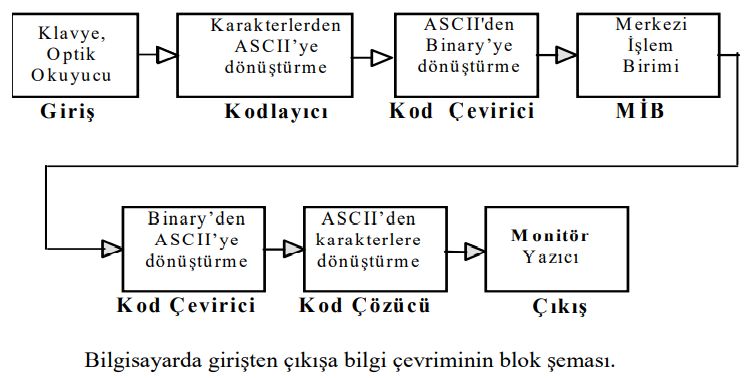 Klavye,
Optik
Okuyucu
Giriş
Karakterlerden
ASCII’ye
dönüştürme
Kodlayıcı
ASCII'den
Binary’ye
dönüştürme
Kod Çevirici
Merkezi
İşlem
Birimi
MİB
Binary’den
ASCII’ye
dönüştürme
Kod Çevirici
ASCII’den
karakterlere
dönüştürme
Kod Çözücü
Monitör
Yazıcı
Çıkış
Bilgisayarda girişten çıkışa bilgi çevriminin blok şeması.